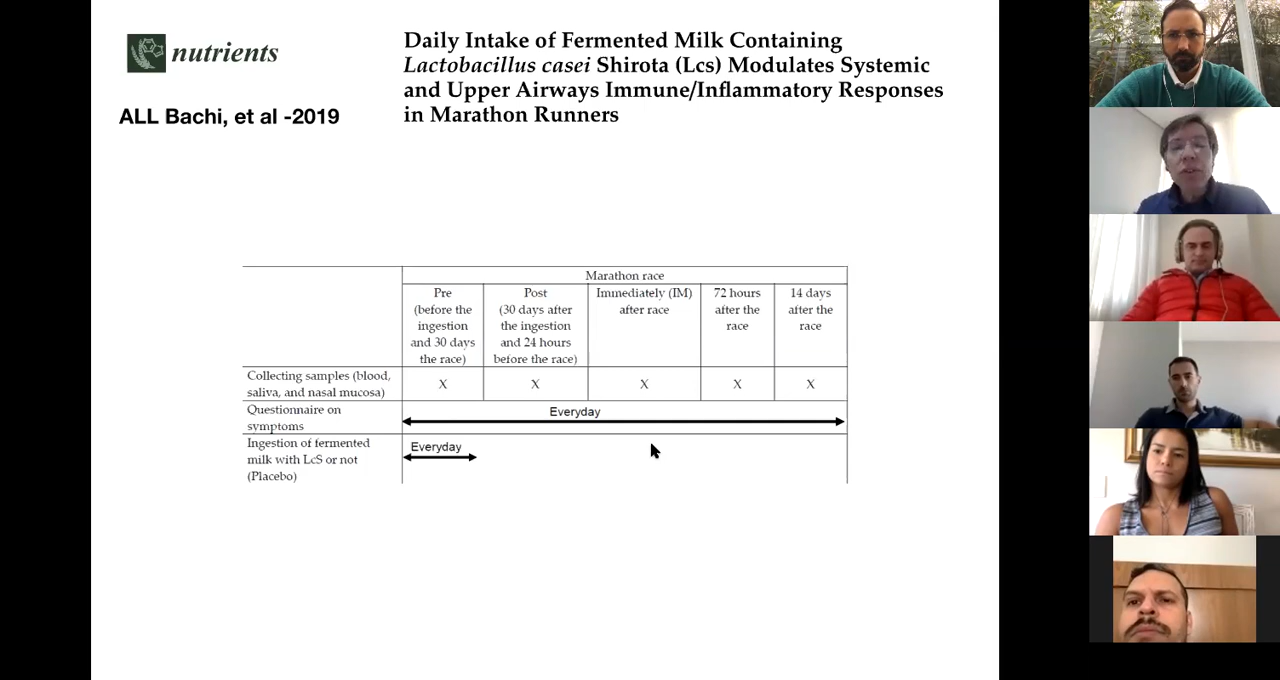 nutrients
ALL Bachi, et al -2019
Daily Intake of Fermented Milk Containing
Lactobacillus casei Shirota (Lcs) Modulates Systemic
and Upper Airways Immune/Inflammatory Responses
in Marathon Runners
Marathon race
Pre
(before the
ingestion
and 30 days
the race)
Post
(30 days after
the ingestion
and 24 hours
before the race)
Immediately (IM)
after race
72 hours
after the
race
14 days
after the
race
Collecting samples (blood,
saliva, and nasal mucosa)
X X X X X
Questionnaire on
symptoms
Everyday
Ingestion of fermented
milk with LcS or not
(Placebo)
Everyday